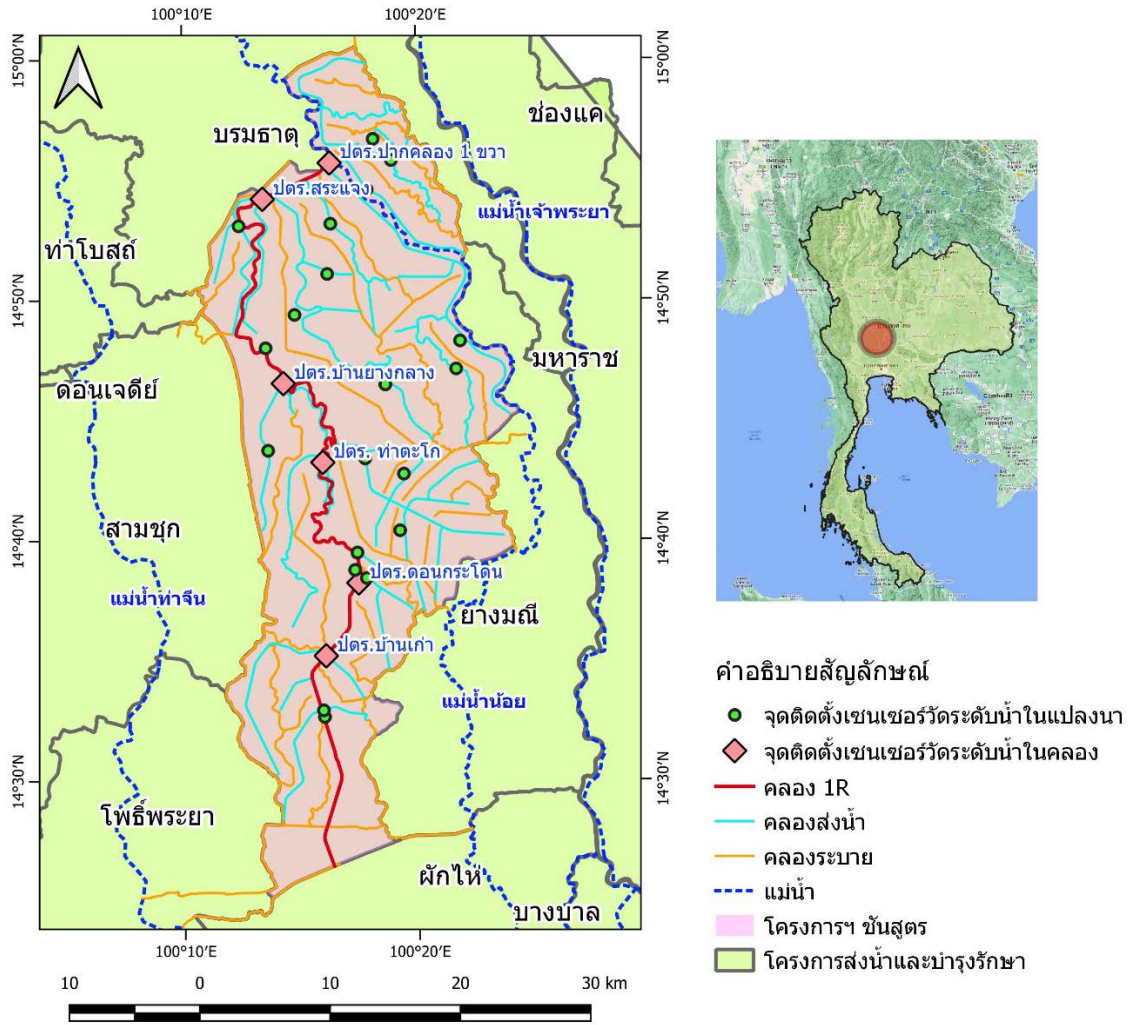 100°10′E
100°20′E
15°00′N
15°00′N
ช่องแค
บรมธาตุ
ปตร.ปากคลอง 1 ขวา
ปตร.สระแจง
แม่น้ำเจ้าพระยา
ท่าโบสถ์
14°50′N
14°50′N
มหาราช
ปตร.บ้านยางกลาง
ดอนเจดีย์
ปตร. ท่าตะโก
สามชุก
14°40′N
14°40′N
ปตร.ดอนกระโดน
แม่น้ำท่าจีน
ยางมณี
ปตร.บ้านเก่า
แม่น้ำน้อย
14°30′N
14°30′N
โพธิ์พระยา
ผักไห่
บางบาล
100°10′E
100°20′E
10
0
10
20
30 km
คำอธิบายสัญลักษณ์
จุดติดตั้งเซนเซอร์วัดระดับน้ำในแปลงนา
จุดติดตั้งเซนเซอร์วัดระดับน้ำในคลอง
คลอง 1R
คลองส่งน้ำ
คลองระบาย
แม่น้ำ
โครงการฯ ชันสูตร
โครงการส่งน้ำและบำรุงรักษา